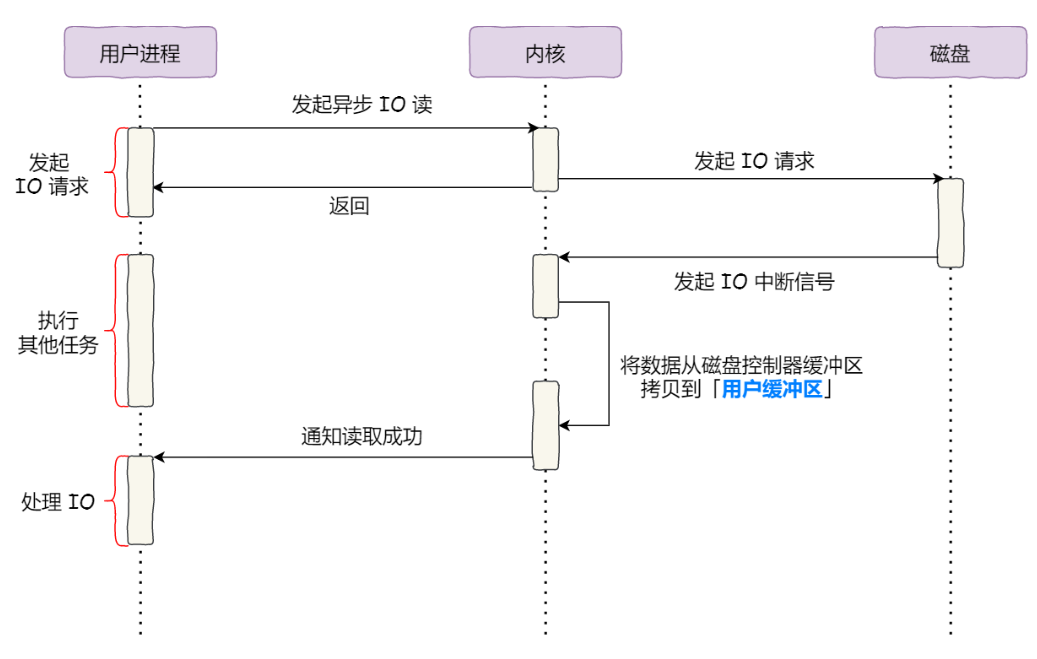 用户进程
内核
磁盘
发起异步 IO 读
发起
IO 请求
发起 IO 请求
返回
发起 IO 中断信号
执行
其他任务
将数据从磁盘控制器缓冲区
拷贝到「用户缓冲区」
通知读取成功
处理 IO